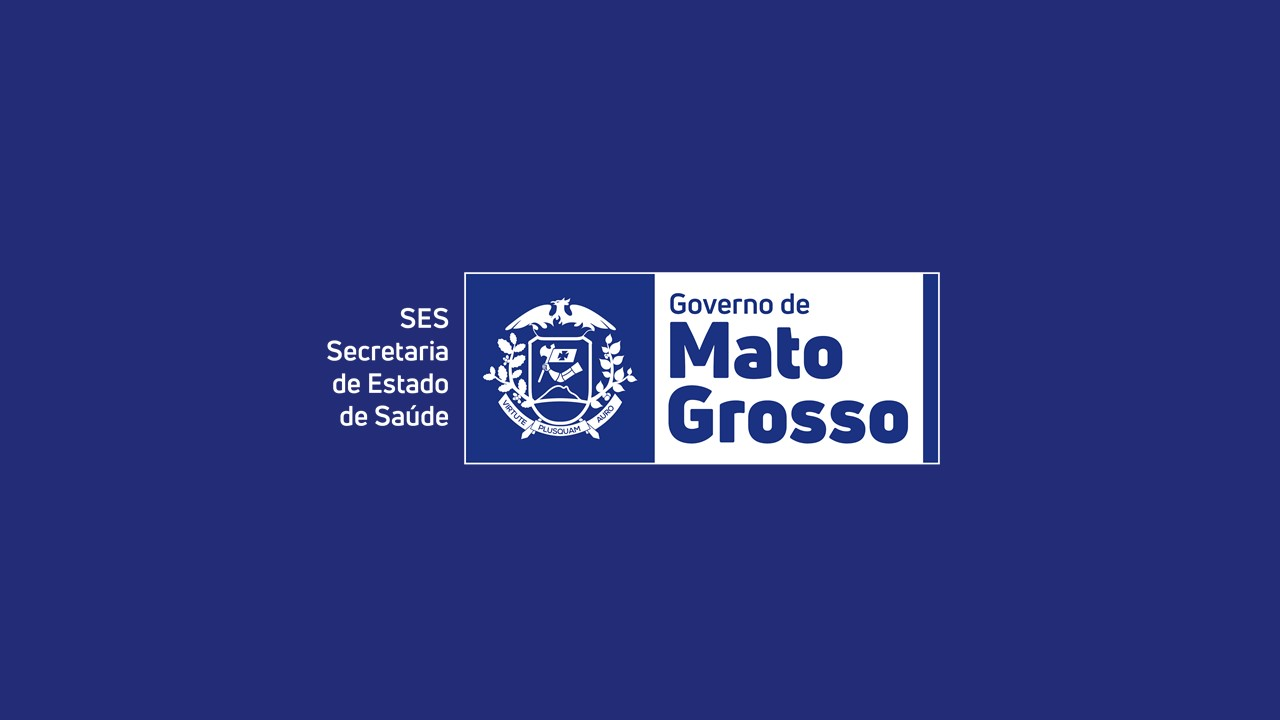 SES
Secretaria
de Estado
de Saúde
VIRTUTE PLUSQUAM AURO
Governo de
Mato
Grosso